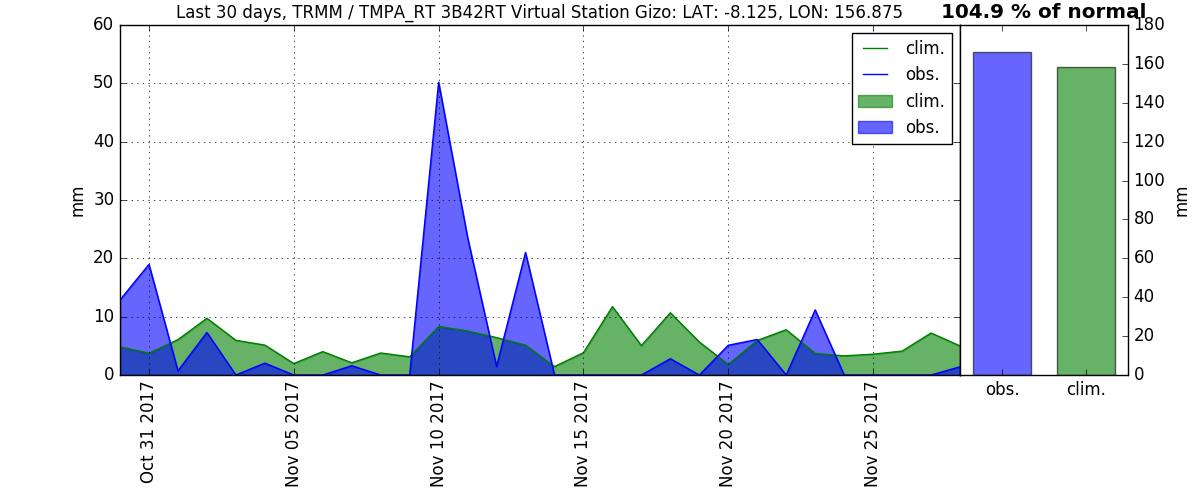 Last 30 days, TRMM / TMPA_RT 3B42RT Virtual Station Gizo: LAT: -8.125, LON: 156.875
104.9 % of normal
60
50
40
30
20
10
0
mm
clim.
obs.
clim.
obs.
Oct 31 2017
Nov 05 2017
Nov 10 2017
Nov 15 2017
Nov 20 2017
Nov 25 2017
180
160
140
120
100
80
60
40
20
0
mm
obs.
clim.